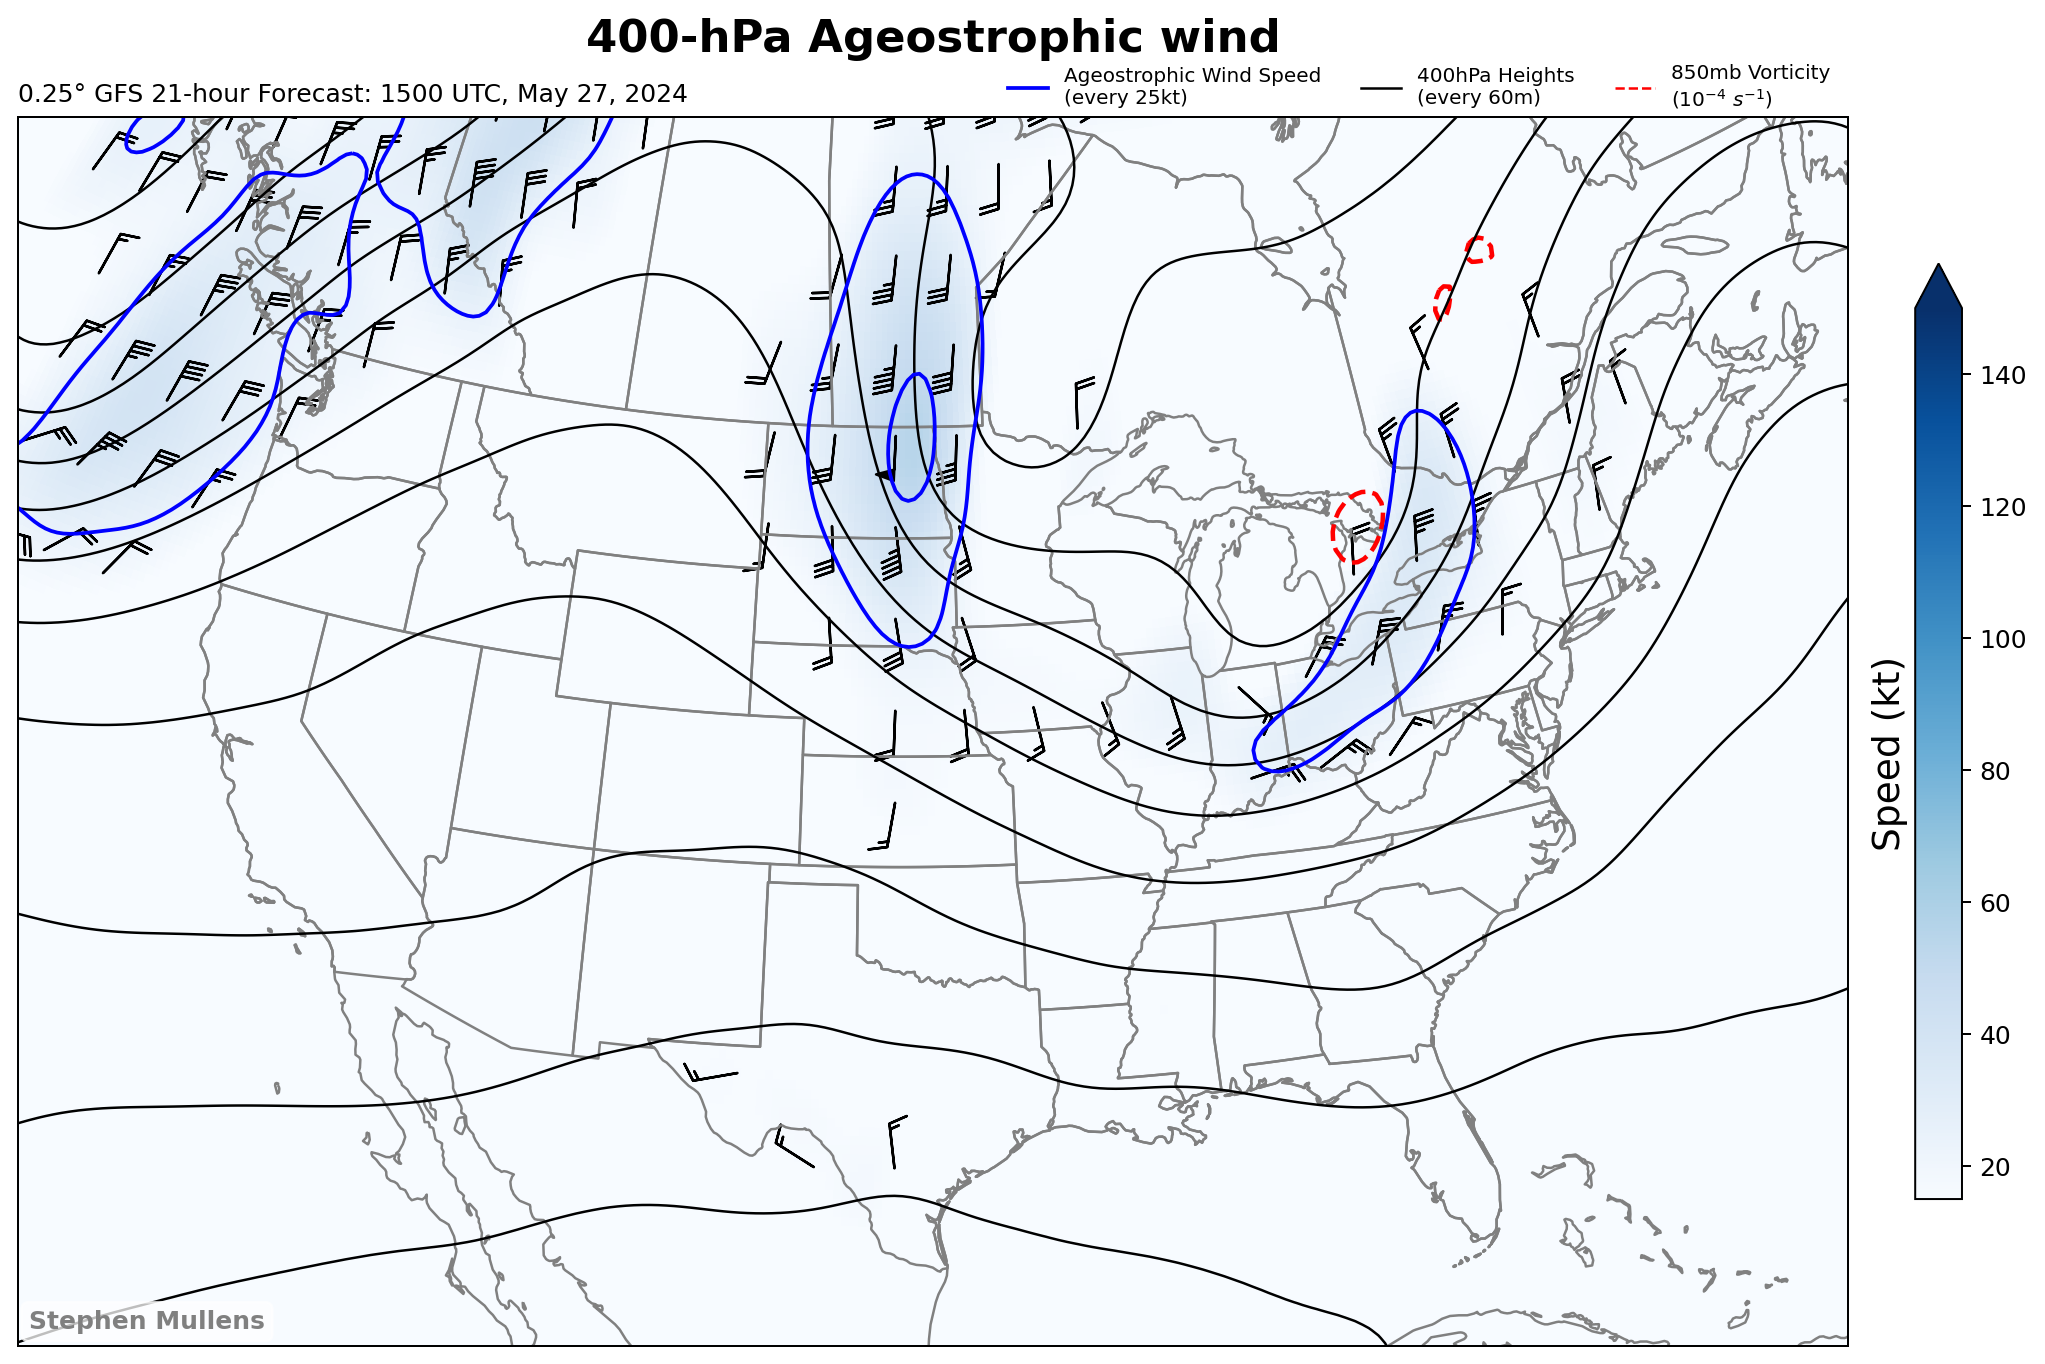 400-hPa Ageostrophic wind
0.25° GFS 21-hour Forecast: 1500 UTC, May 27, 2024
Ageostrophic Wind Speed
(every 25kt)
400hPa Heights
(every 60m)
850mb Vorticity
(10⁻⁴ s⁻¹)
140
120
100
80
60
40
20
Speed (kt)
Stephen Mullens